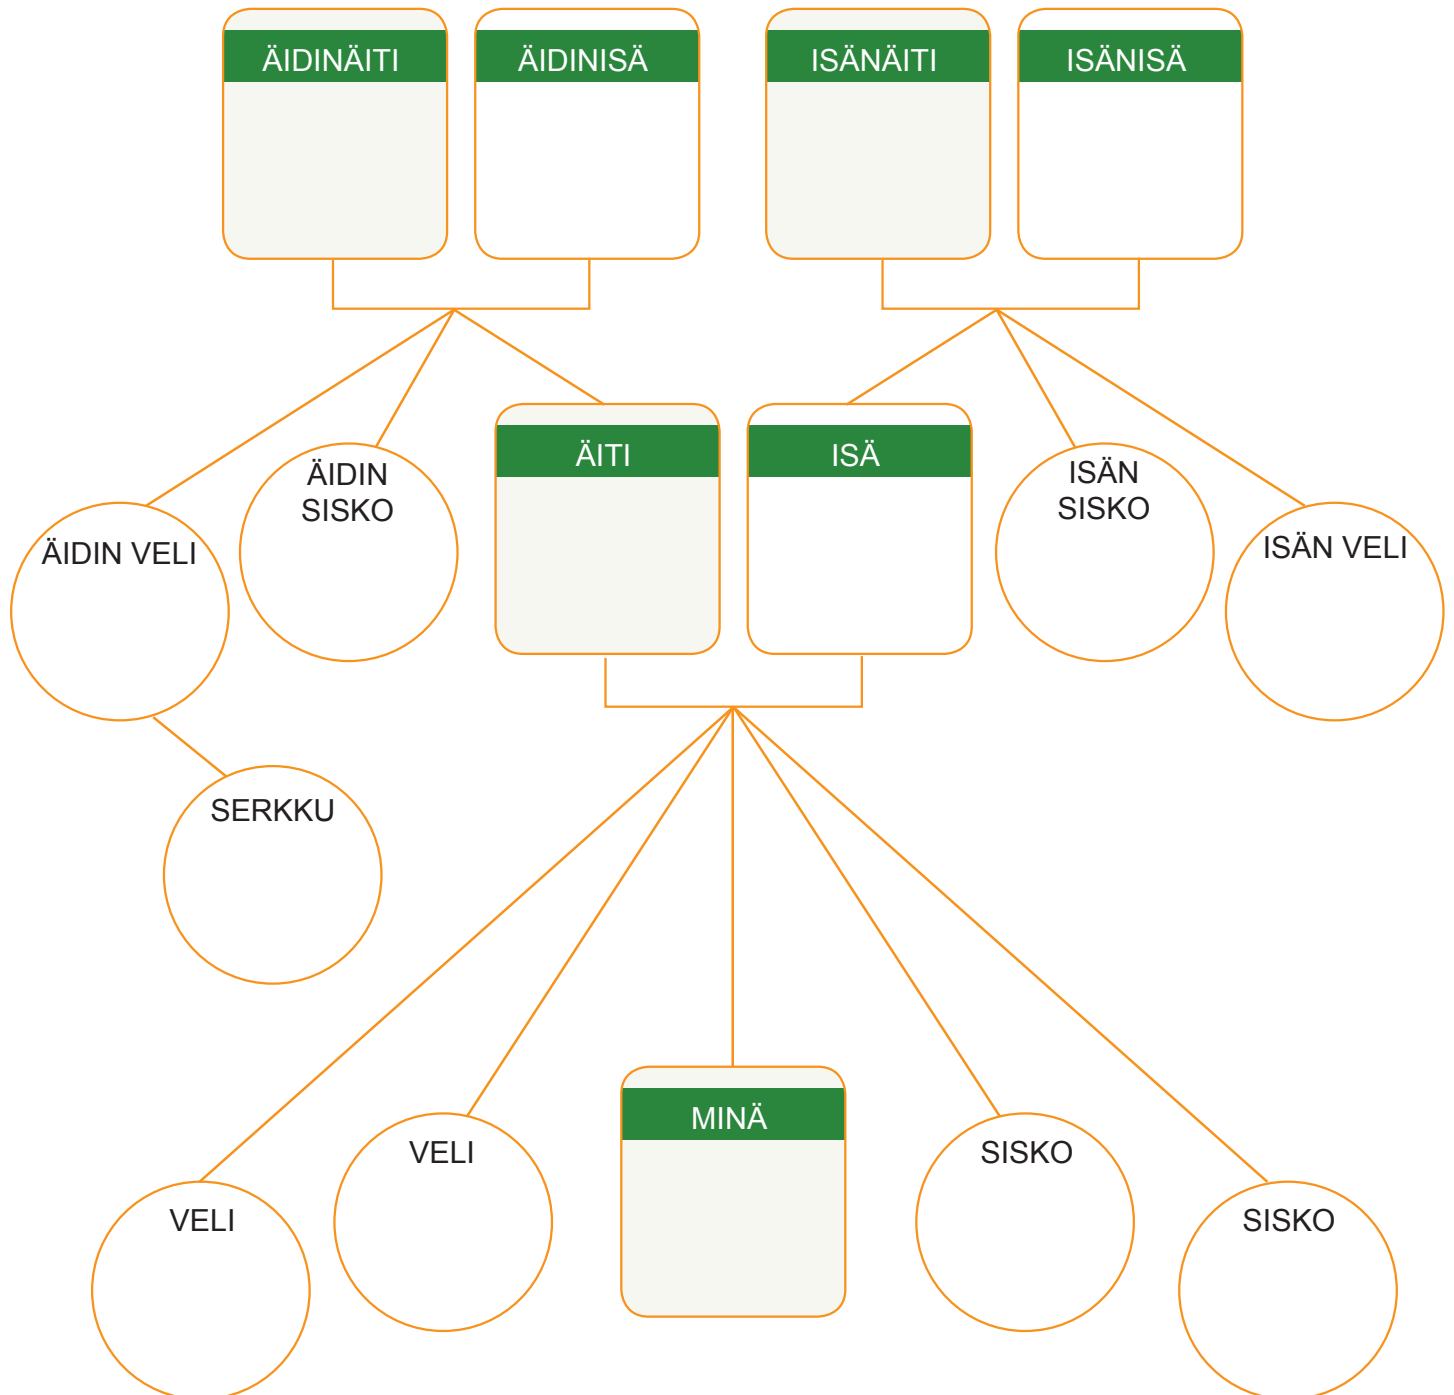 ÄIDINÄITI
ÄIDINISÄ
ISÄNÄITI
ISÄNISÄ
ÄITI
ISÄ
ÄIDIN
SISKO
ISÄN
SISKO
ÄIDIN VELI
ISÄN VELI
SERKKU
MINÄ
VELI
SISKO
VELI
SISKO